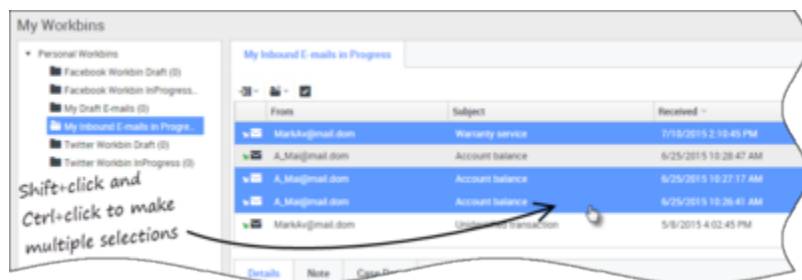 My Workbins
Personal Workbins
Facebook Workbin Draft (0)
Facebook Workbin InProgress..
My Draft E-mails (0)
My Inbound E-mails in Progre...
Twitter Workbin Draft (0)
Twitter Workbin InProgress (0)
Shift+click and
Ctrl+click to make
multiple selections
My Inbound E-mails in Progress
From Subject Received
MarkAv@mail.dom Warranty service 7/10/2015 2:10:45 PM
A_Mai@mail.dom Account balance 6/25/2015 10:28:47 AM
A_Mai@mail.dom Account balance 6/25/2015 10:27:17 AM
A_Mai@mail.dom Account balance 6/25/2015 10:26:41 AM
MarkAv@mail.dom Unidentified transaction 5/8/2015 4:02:45 PM
Details Note Case